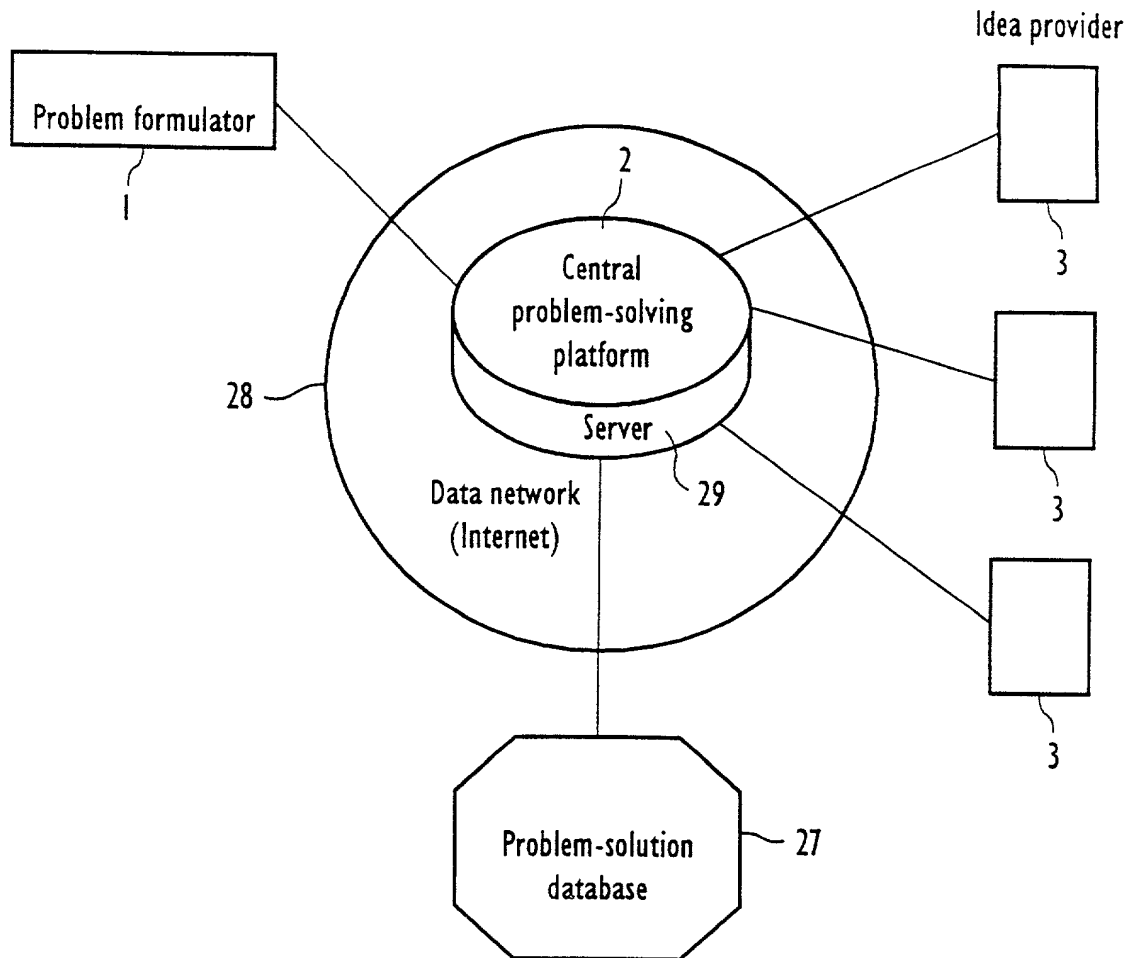 Idea provider
Problem formulator
1
2
3
Central
problem-solving
platform
3
28
Server
29
Data network
(Internet)
3
Problem-solution
database
27